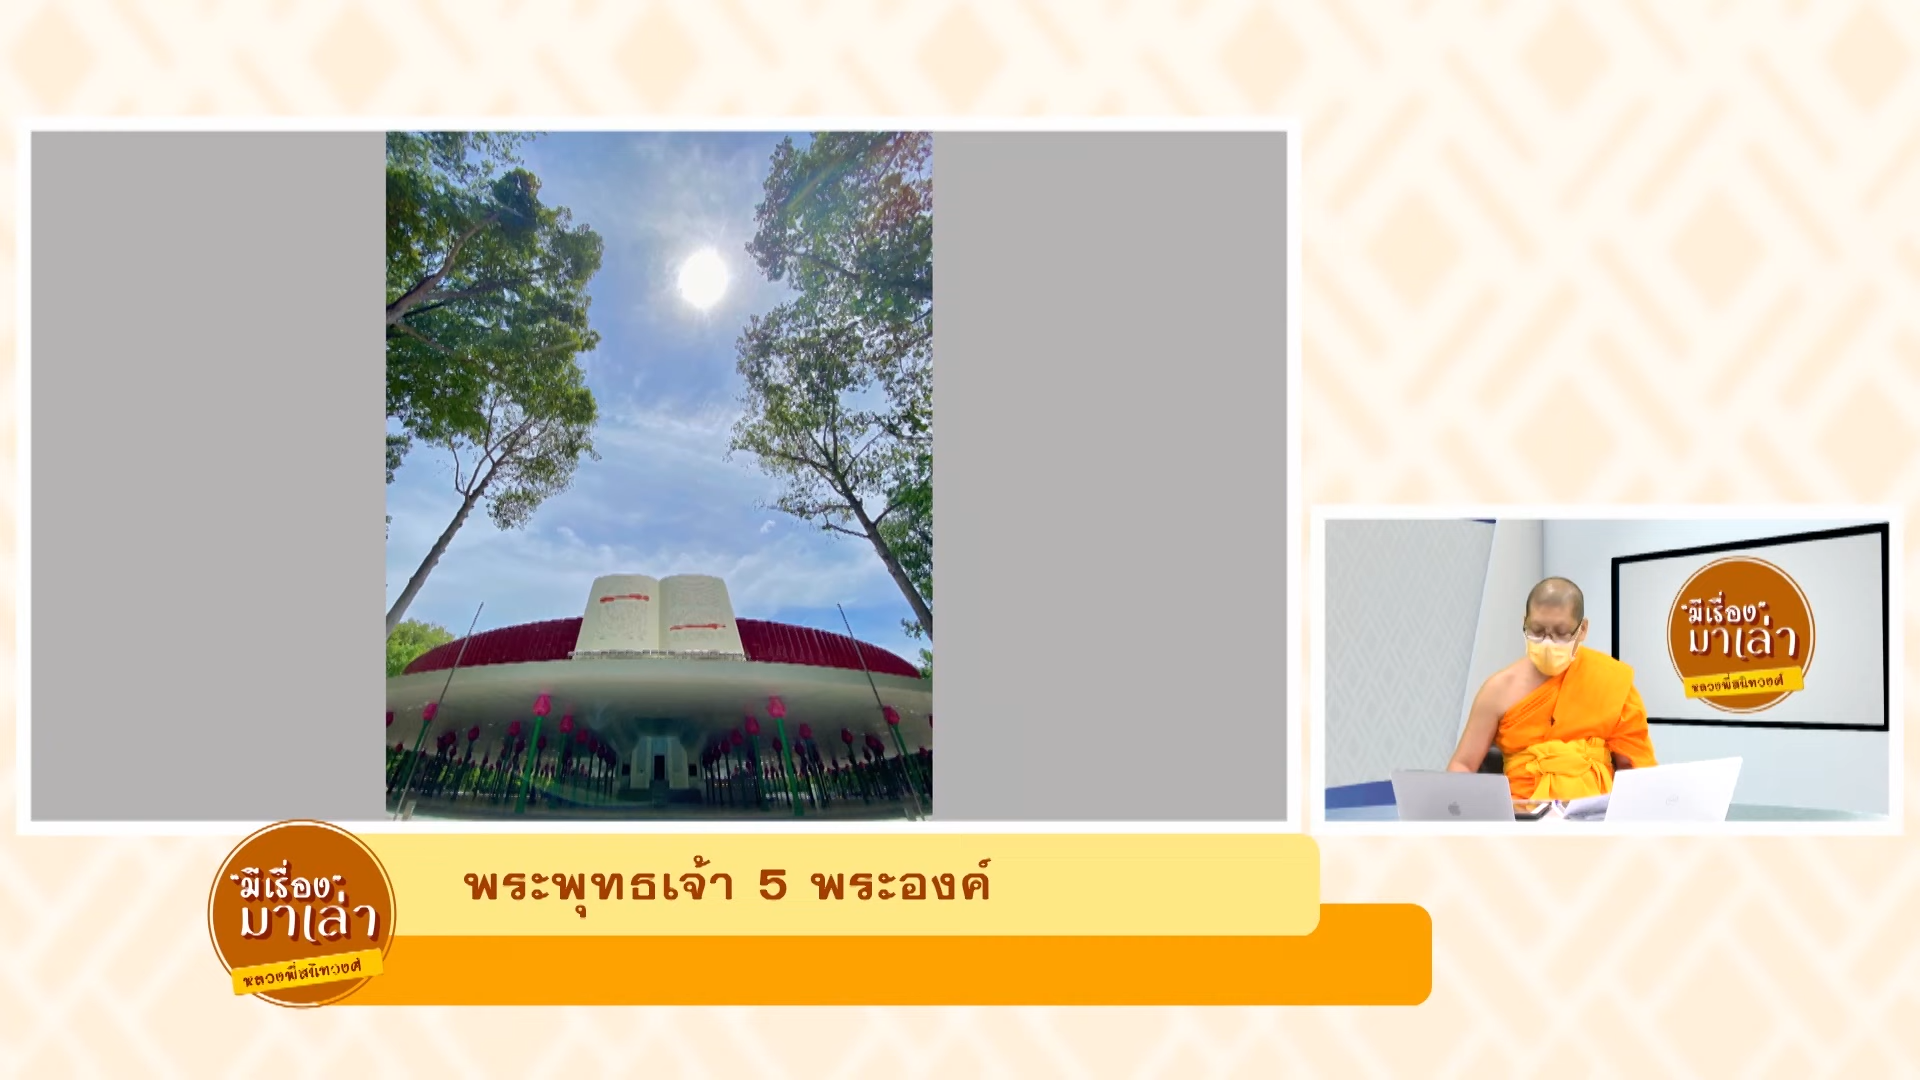 "มีเรื่อง"
มาเล่า
หลวงพี่สนิทวงศ์
พระพุทธเจ้า 5 พระองค์
"มีเรื่อง"
มาเล่า
หลวงพี่สนิทวงศ์